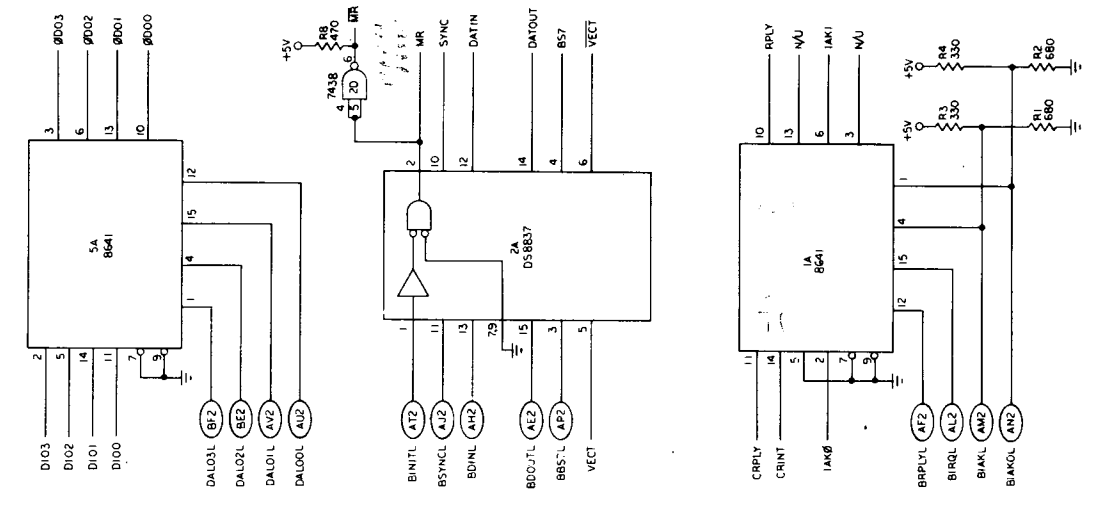 ØDO3
ØDO2
ØDO1
ØDO0
3
6
13
10
5A
8641
12
15
4
1
2
5
14
11
7
9
DIO3
DIO2
DIO1
DIO0
BF2
BE2
AV2
AU2
DALO3L
DALO2L
DALO1L
DALO0L
+5V
R8
470
MR
6
7438
2D
4
5
MR
SYNC
DATIN
DATOUT
BS7
VECT
2
10
12
14
4
6
2A
DS8837
1
11
13
7,9
15
3
5
AT2
AJ2
AH2
AE2
AP2
BINITL
BSYNCL
BDINL
BDOUTL
BBS7L
VECT
RPLY
N/U
IAKI
N/U
10
13
6
3
+5V
R4
330
R2
680
+5V
R3
330
R1
680
1A
8641
1
4
15
12
11
14
5
2
7
9
CRPLY
CRINT
IAKØ
AF2
AL2
AM2
AN2
BRPLYL
BIRQL
BIAKL
BIAKOL